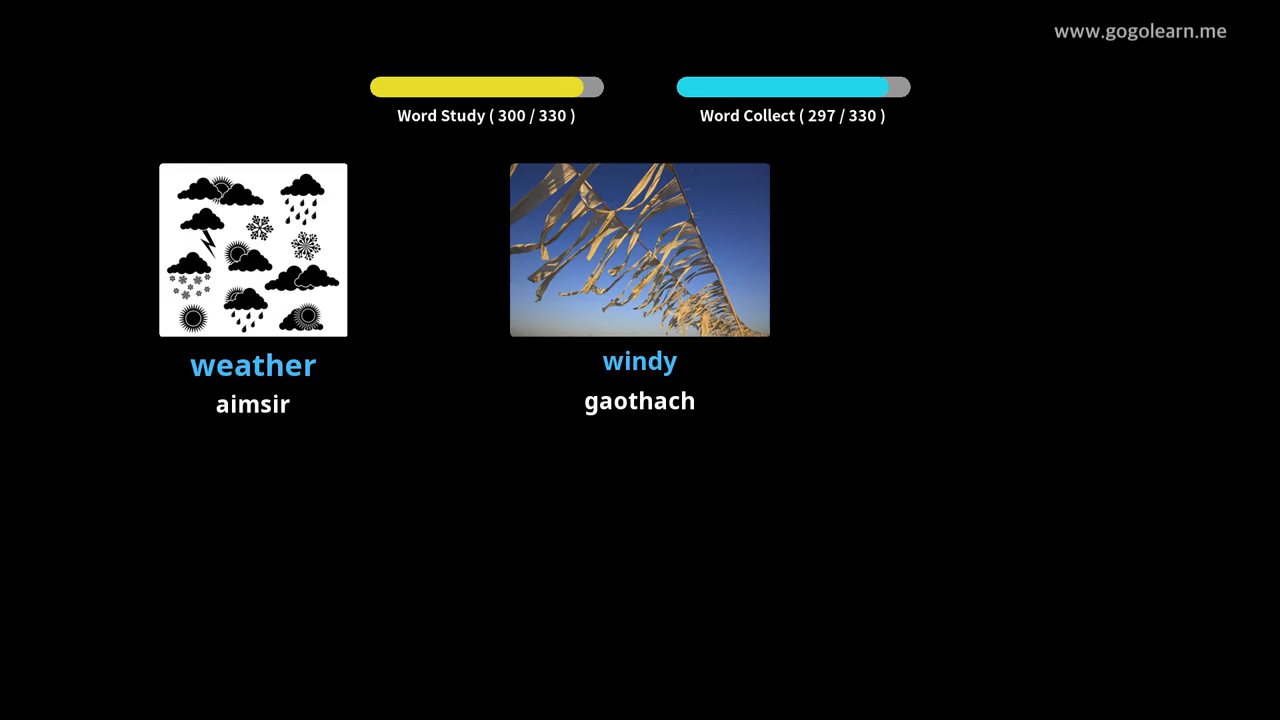 www.gogolearn.me
Word Study ( 300 / 330 )
Word Collect ( 297 / 330 )
weather
aimsir
windy
gaothach